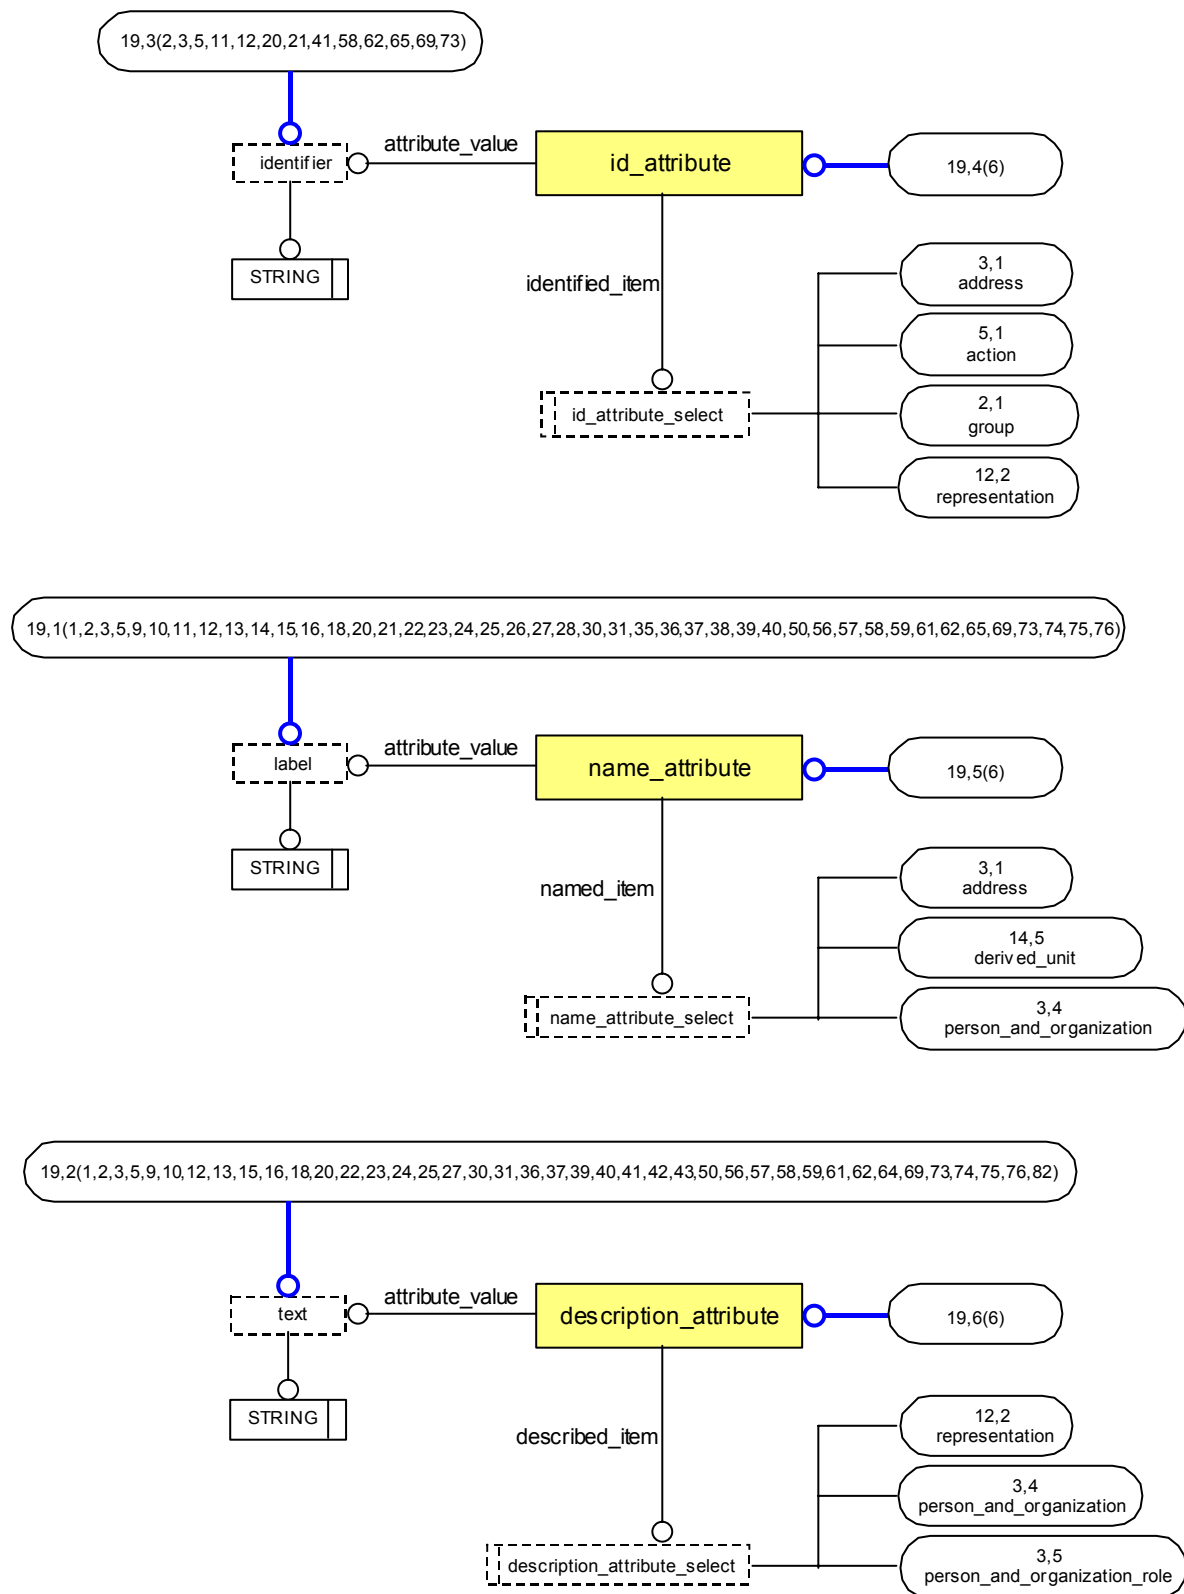 19,3(2,3,5,11,12,20,21,41,58,62,65,69,73)
attribute_value
identifier
id_attribute
19,4(6)
STRING
identified_item
3,1
address
5,1
action
id_attribute_select
2,1
group
12,2
representation
19,1(1,2,3,5,9,10,11,12,13,14,15,16,18,20,21,22,23,24,25,26,27,28,30,31,35,36,37,38,39,40,50,56,57,58,59,61,62,65,69,73,74,75,76)
attribute_value
label
name_attribute
19,5(6)
STRING
named_item
3,1
address
14,5
derived_unit
name_attribute_select
3,4
person_and_organization
19,2(1,2,3,5,9,10,12,13,15,16,18,20,22,23,24,25,27,30,31,36,37,39,40,41,42,43,50,56,57,58,59,61,62,64,69,73,74,75,76,82)
attribute_value
text
description_attribute
19,6(6)
STRING
described_item
12,2
representation
3,4
person_and_organization
description_attribute_select
3,5
person_and_organization_role